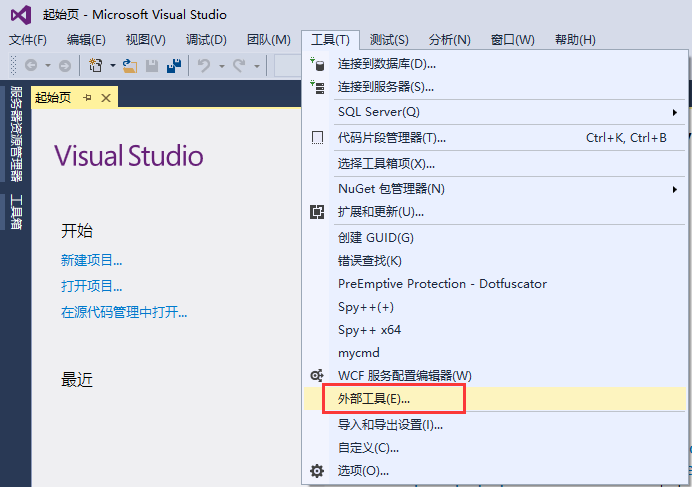 起始页 - Microsoft Visual Studio
文件(F) 编辑(E) 视图(V) 调试(D) 团队(M) 工具(T) 测试(S) 分析(N) 窗口(W) 帮助(H)
服务器资源管理器
工具箱
起始页
Visual Studio
开始
新建项目...
打开项目...
在源代码管理中打开...
最近
连接到数据库(D)...
连接到服务器(S)...
SQL Server(Q)
代码片段管理器(T)... Ctrl+K, Ctrl+B
选择工具箱项(X)...
NuGet 包管理器(N)
扩展和更新(U)...
创建 GUID(G)
错误查找(K)
PreEmptive Protection - Dotfuscator
Spy++(+)
Spy++ x64
mycmd
WCF 服务配置编辑器(W)
外部工具(E)...
导入和导出设置(I)...
自定义(C)...
选项(O)...